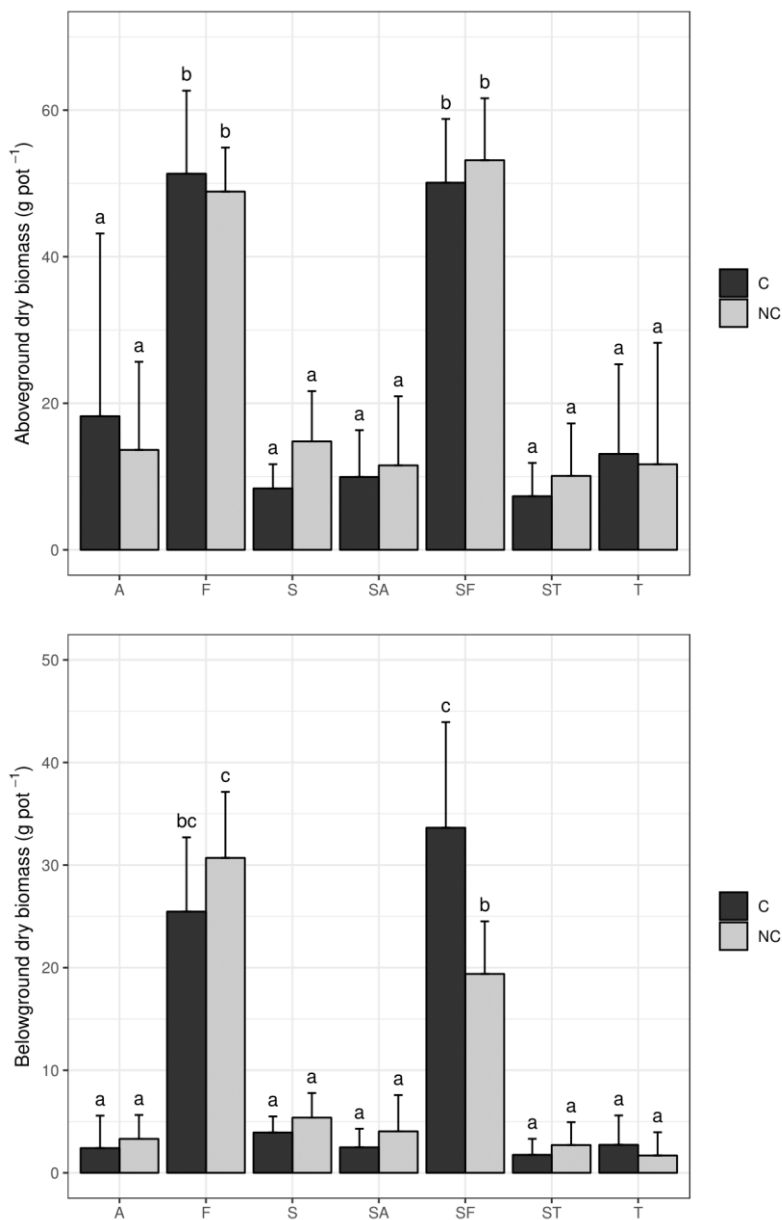 Aboveground dry biomass (g pot ⁻¹)
60
40
20
0
a
a
b
b
a
a
a
a
b
b
a
a
a
a
A F S SA SF ST T
C
NC
Belowground dry biomass (g pot ⁻¹)
50
40
30
20
10
0
a
a
bc
c
a
a
a
a
c
b
a
a
a
a
A F S SA SF ST T
C
NC